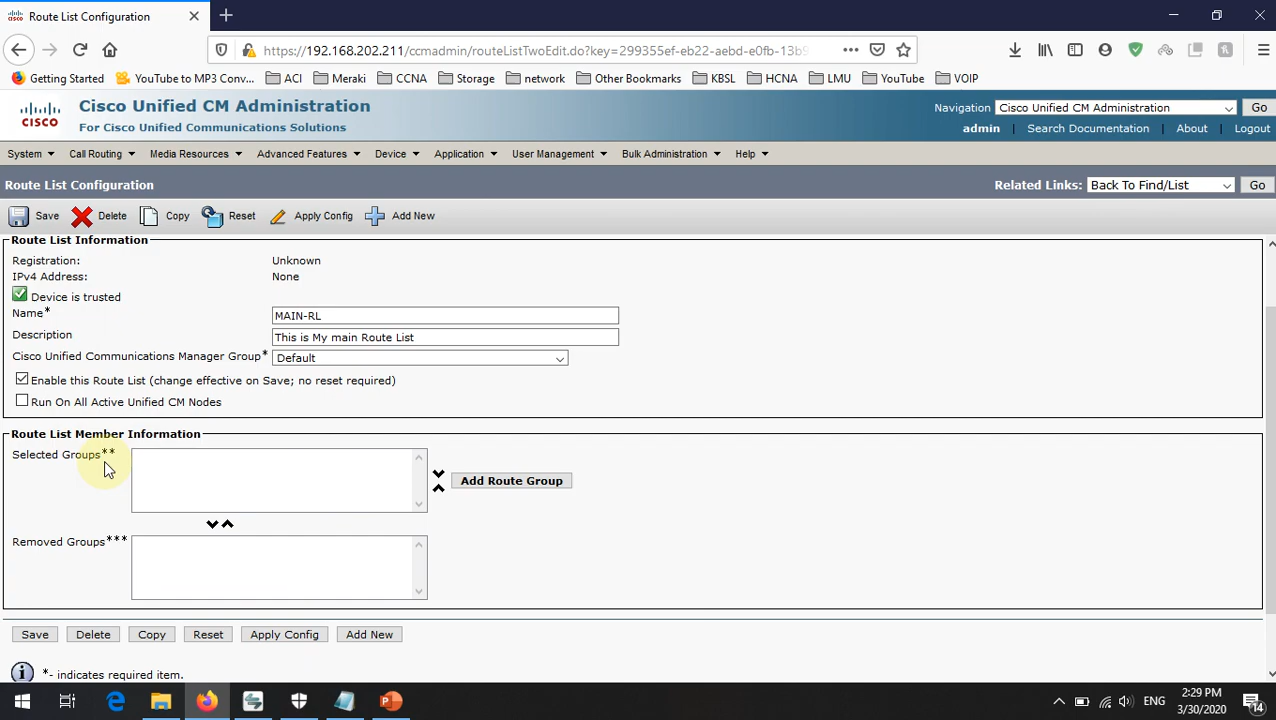 Route List Configuration
https://192.168.202.211/ccmadmin/routeListTwoEdit.do?key=299355ef-eb22-aebd-e0fb-13b9
Getting Started YouTube to MP3 Conv... ACI Meraki CCNA Storage network Other Bookmarks KBSL HCNA LMU YouTube VOIP
CISCO
Cisco Unified CM Administration
For Cisco Unified Communications Solutions
Navigation Cisco Unified CM Administration Go
admin | Search Documentation | About | Logout
System Call Routing Media Resources Advanced Features Device Application User Management Bulk Administration Help
Route List Configuration
Related Links: Back To Find/List Go
Save Delete Copy Reset Apply Config Add New
Route List Information
Registration: Unknown
IPv4 Address: None
Device is trusted
Name* MAIN-RL
Description This is My main Route List
Cisco Unified Communications Manager Group* Default
Enable this Route List (change effective on Save; no reset required)
Run On All Active Unified CM Nodes
Route List Member Information
Selected Groups**
Add Route Group
Removed Groups***
Save Delete Copy Reset Apply Config Add New
*- indicates required item.
ENG
2:29 PM
3/30/2020
14